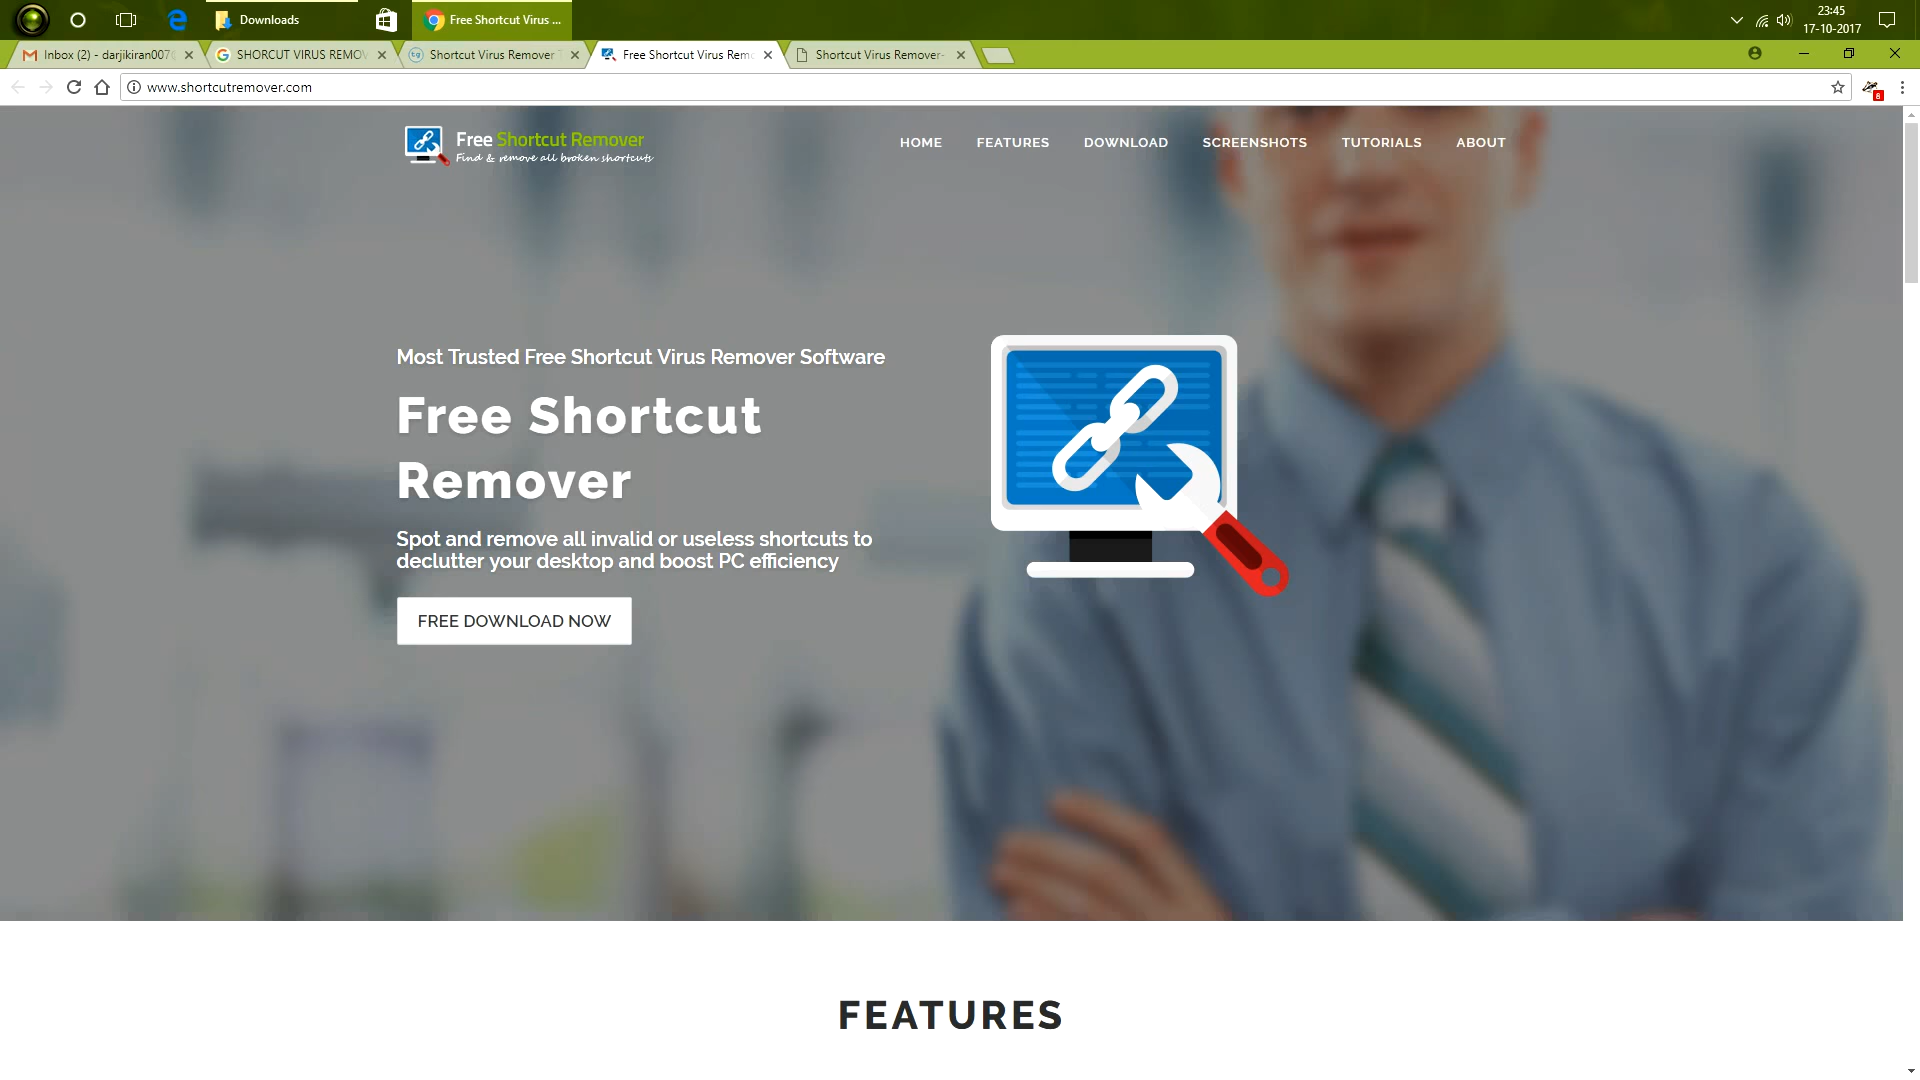 Downloads
Free Shortcut Virus ...
23:45
17-10-2017
Inbox (2) - darjikiran007@
SHORCUT VIRUS REMOV
Shortcut Virus Remover T
Free Shortcut Virus Remo
Shortcut Virus Remover-
www.shortcutremover.com
8
Free Shortcut Remover
Find & remove all broken shortcuts
HOME
FEATURES
DOWNLOAD
SCREENSHOTS
TUTORIALS
ABOUT
Most Trusted Free Shortcut Virus Remover Software
Free Shortcut
Remover
Spot and remove all invalid or useless shortcuts to
declutter your desktop and boost PC efficiency
FREE DOWNLOAD NOW
FEATURES